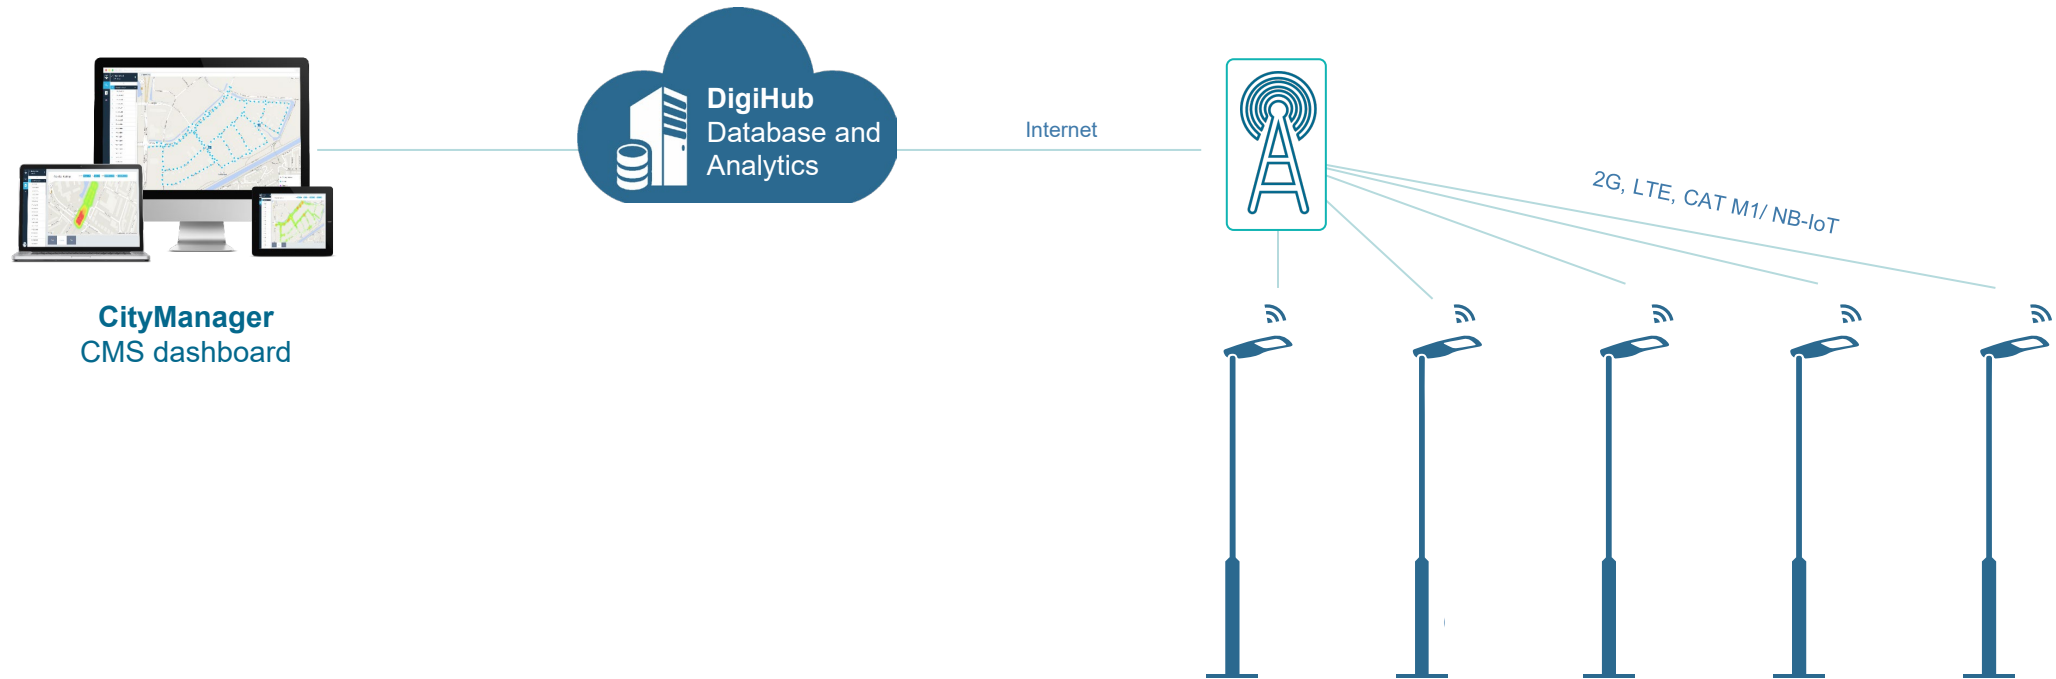 DigiHub
Database and
Analytics
Internet
2G, LTE, CAT M1/ NB-IoT
CityManager
CMS dashboard